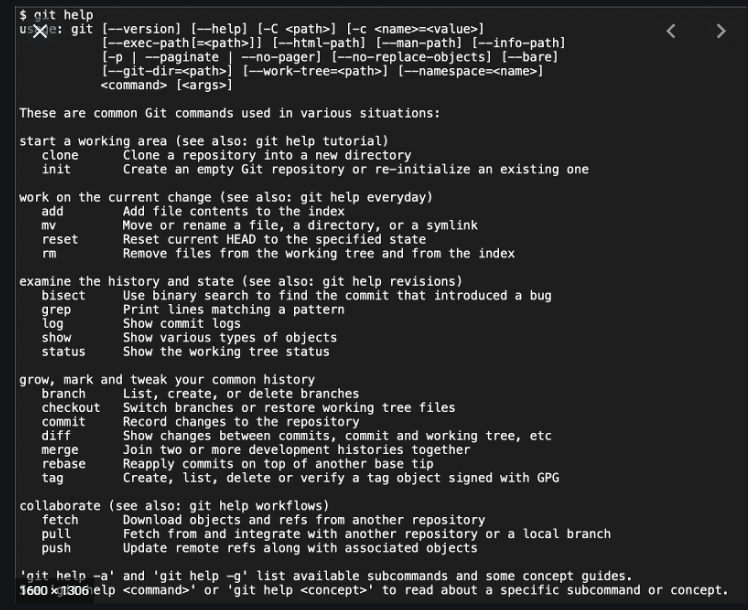 $ git help
usage: git [--version] [--help] [-C <path>] [-c <name>=<value>]
[--exec-path[=<path>]] [--html-path] [--man-path] [--info-path]
[-p | --paginate | --no-pager] [--no-replace-objects] [--bare]
[--git-dir=<path>] [--work-tree=<path>] [--namespace=<name>]
<command> [<args>]
These are common Git commands used in various situations:
start a working area (see also: git help tutorial)
clone Clone a repository into a new directory
init Create an empty Git repository or re-initialize an existing one
work on the current change (see also: git help everyday)
add Add file contents to the index
mv Move or rename a file, a directory, or a symlink
reset Reset current HEAD to the specified state
rm Remove files from the working tree and from the index
examine the history and state (see also: git help revisions)
bisect Use binary search to find the commit that introduced a bug
grep Print lines matching a pattern
log Show commit logs
show Show various types of objects
status Show the working tree status
grow, mark and tweak your common history
branch List, create, or delete branches
checkout Switch branches or restore working tree files
commit Record changes to the repository
diff Show changes between commits, commit and working tree, etc
merge Join two or more development histories together
rebase Reapply commits on top of another base tip
tag Create, list, delete or verify a tag object signed with GPG
collaborate (see also: git help workflows)
fetch Download objects and refs from another repository
pull Fetch from and integrate with another repository or a local branch
push Update remote refs along with associated objects
'git help -a' and 'git help -g' list available subcommands and some concept guides.
1600 x 1306 help <command>' or 'git help <concept>' to read about a specific subcommand or concept.